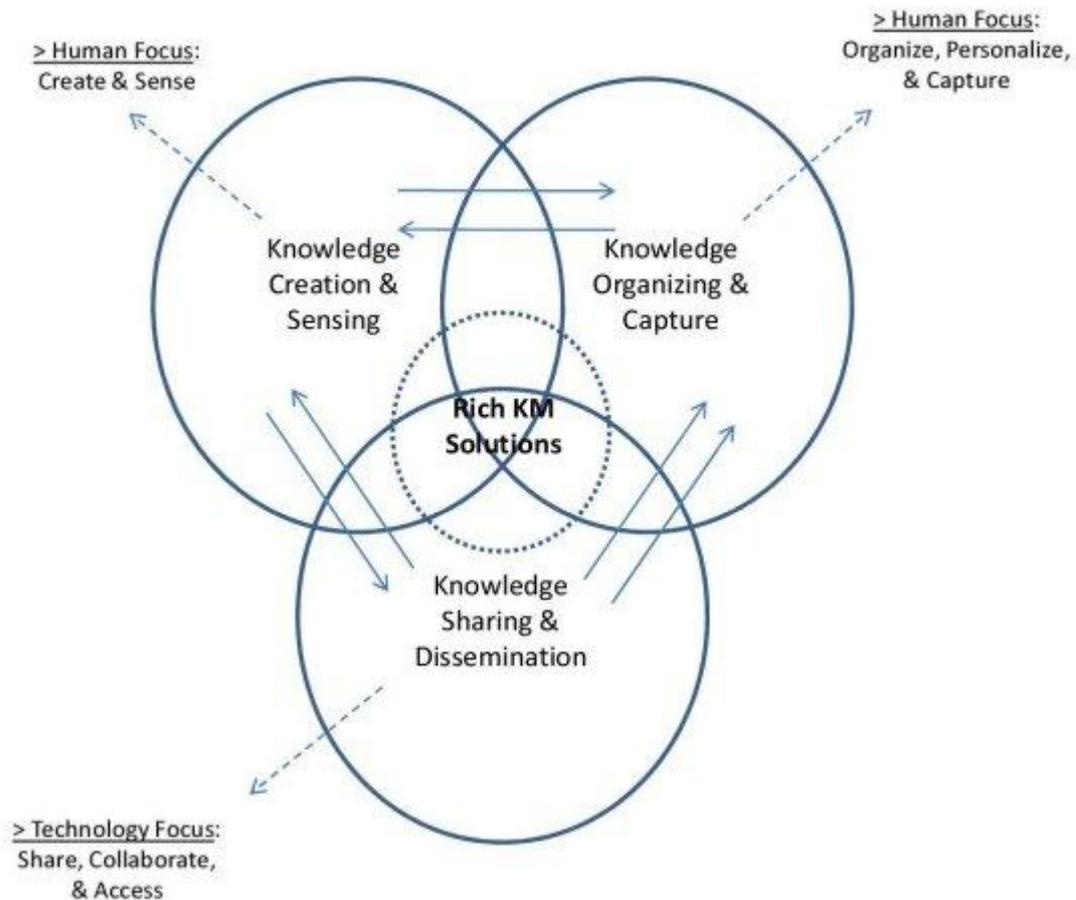 > Human Focus:
Create & Sense
> Human Focus:
Organize, Personalize,
& Capture
Knowledge
Creation &
Sensing
Knowledge
Organizing &
Capture
Rich KM
Solutions
Knowledge
Sharing &
Dissemination
> Technology Focus:
Share, Collaborate,
& Access